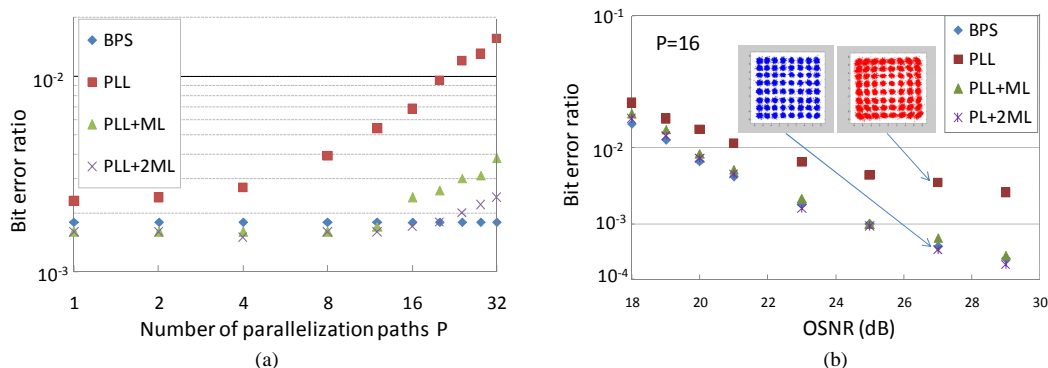 (a)
Bit error ratio
10-2
10-3
BPS
PLL
PLL+ML
PLL+2ML
1
2
4
8
16
32
Number of parallelization paths P
(a)
(b)
Bit error ratio
10-1
10-2
10-3
10-4
P=16
BPS
PLL
PLL+ML
PL+2ML
18
20
22
24
26
28
30
OSNR (dB)
(b)